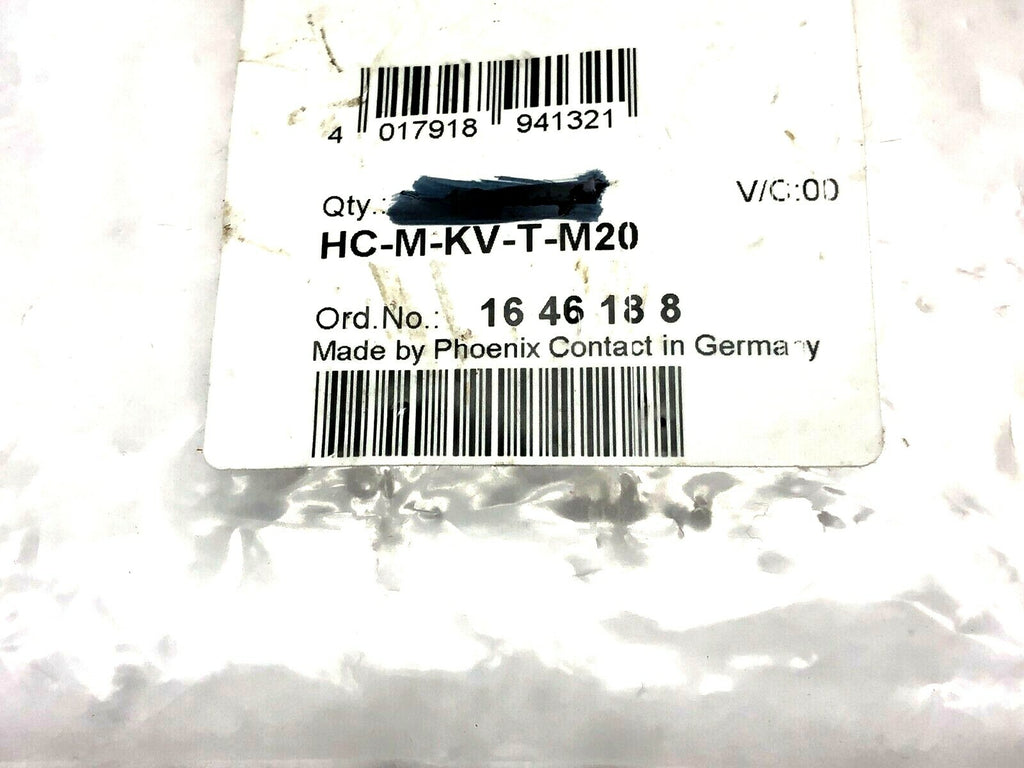 4 017918 941321
Qty.:
V/C:00
HC-M-KV-T-M20
Ord.No.: 16 46 18 8
Made by Phoenix Contact in Germany